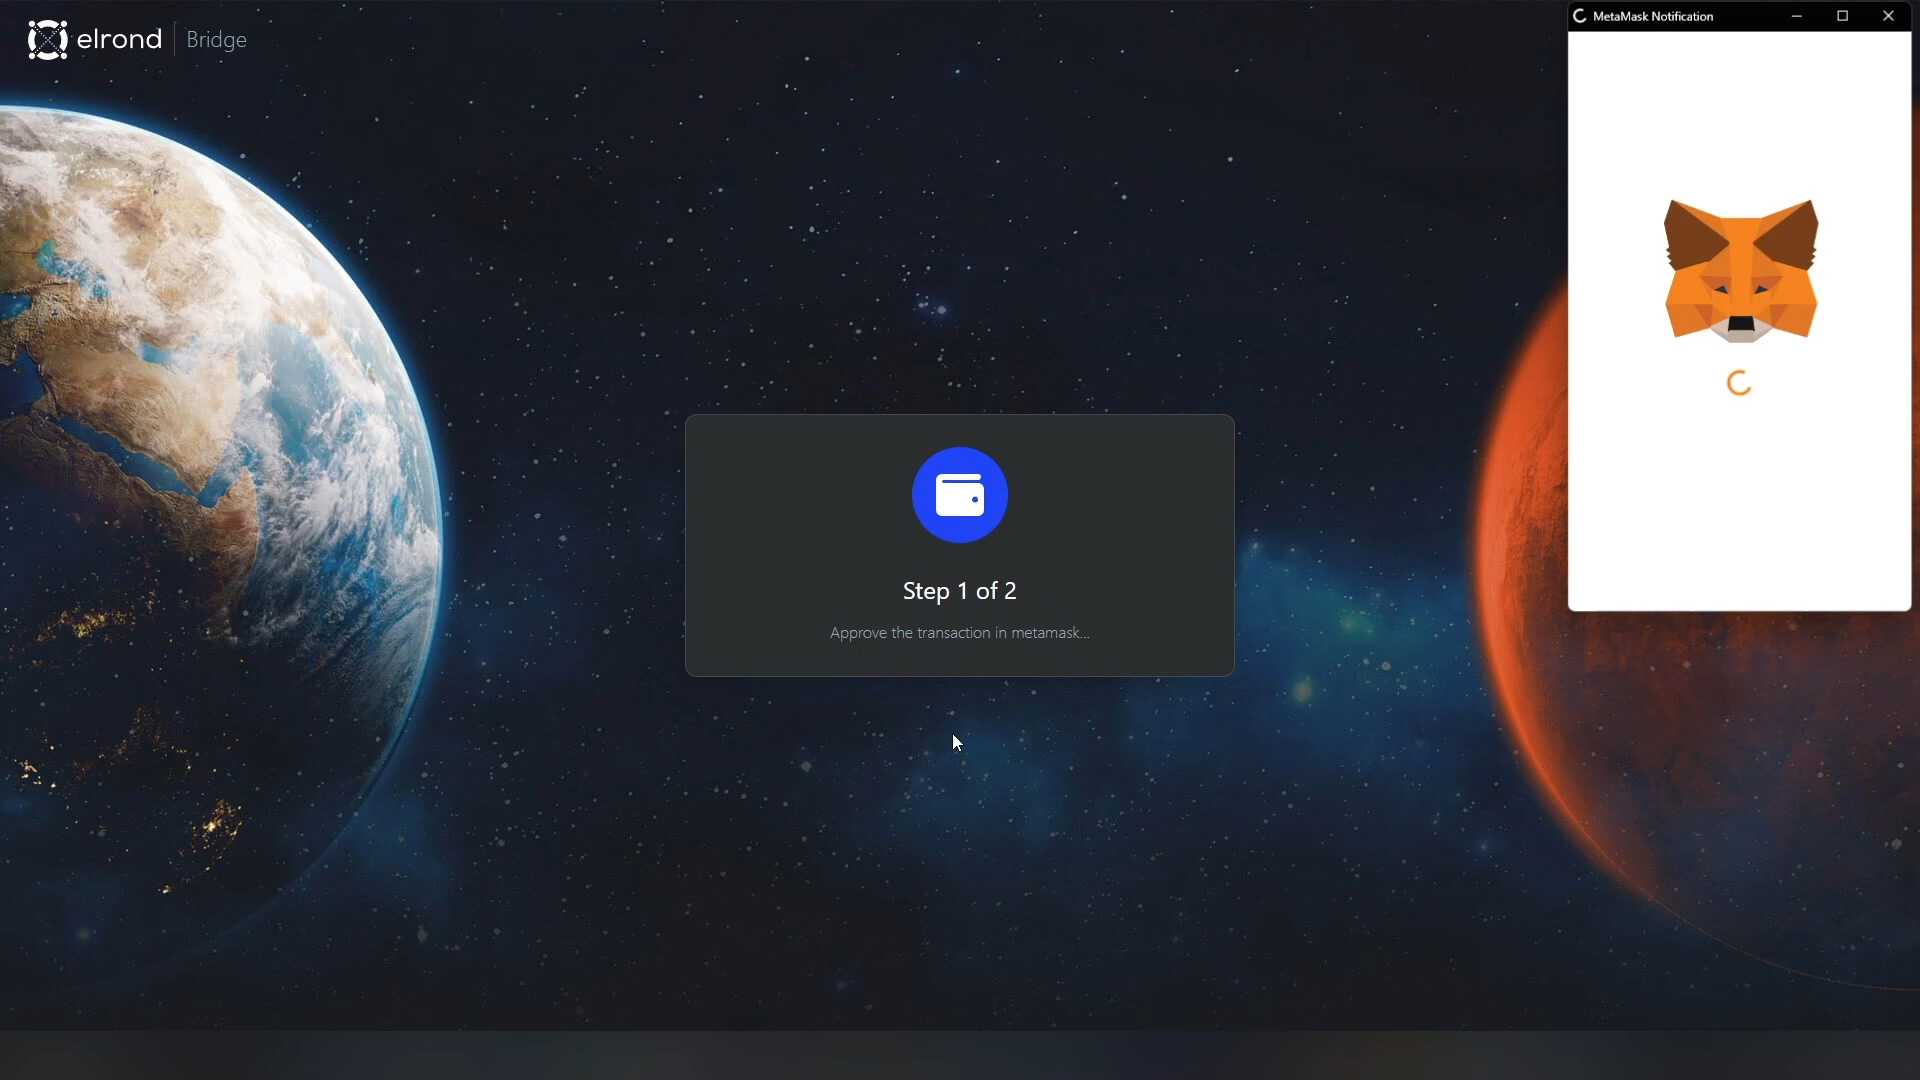 elrond Bridge
MetaMask Notification
Step 1 of 2
Approve the transaction in metamask...